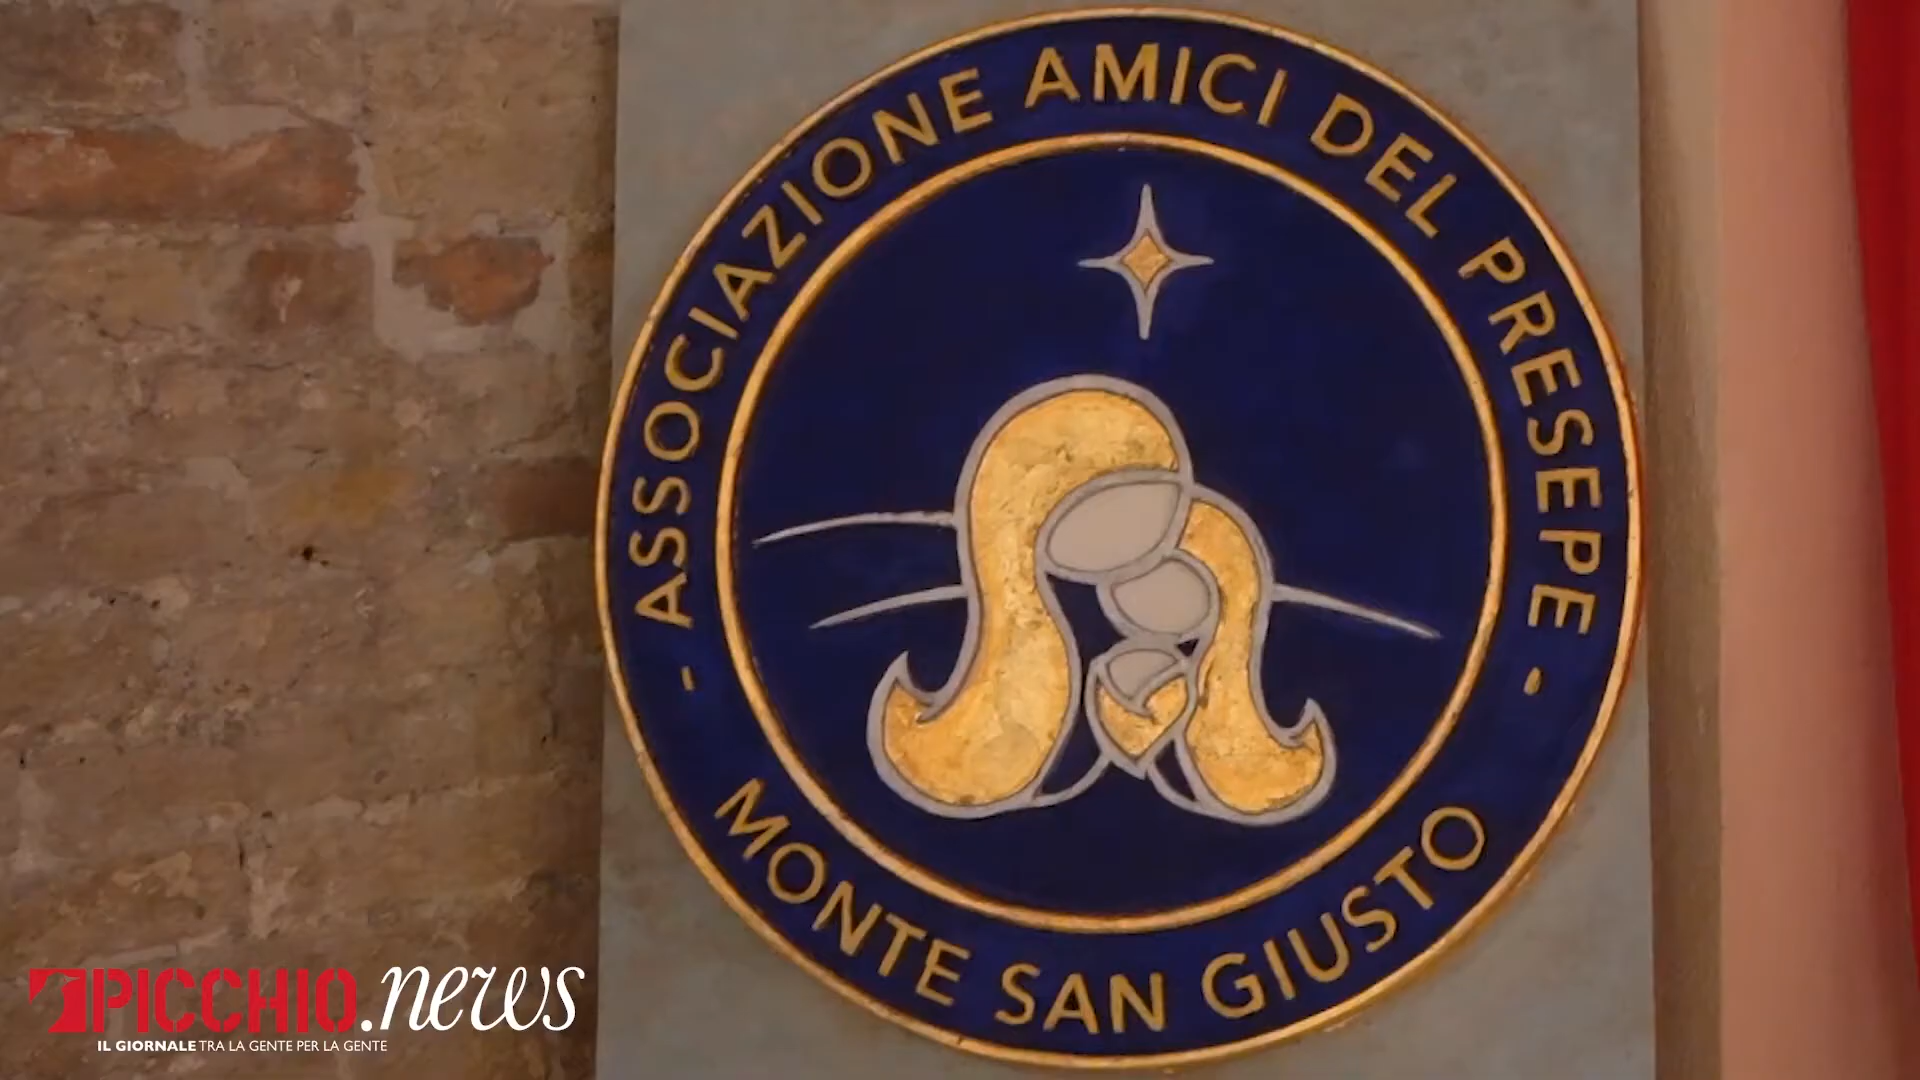 ASSOCIAZIONE AMICI DEL PRESEPE
- MONTE SAN GIUSTO -
PICCHIO.news
IL GIORNALE TRA LA GENTE PER LA GENTE